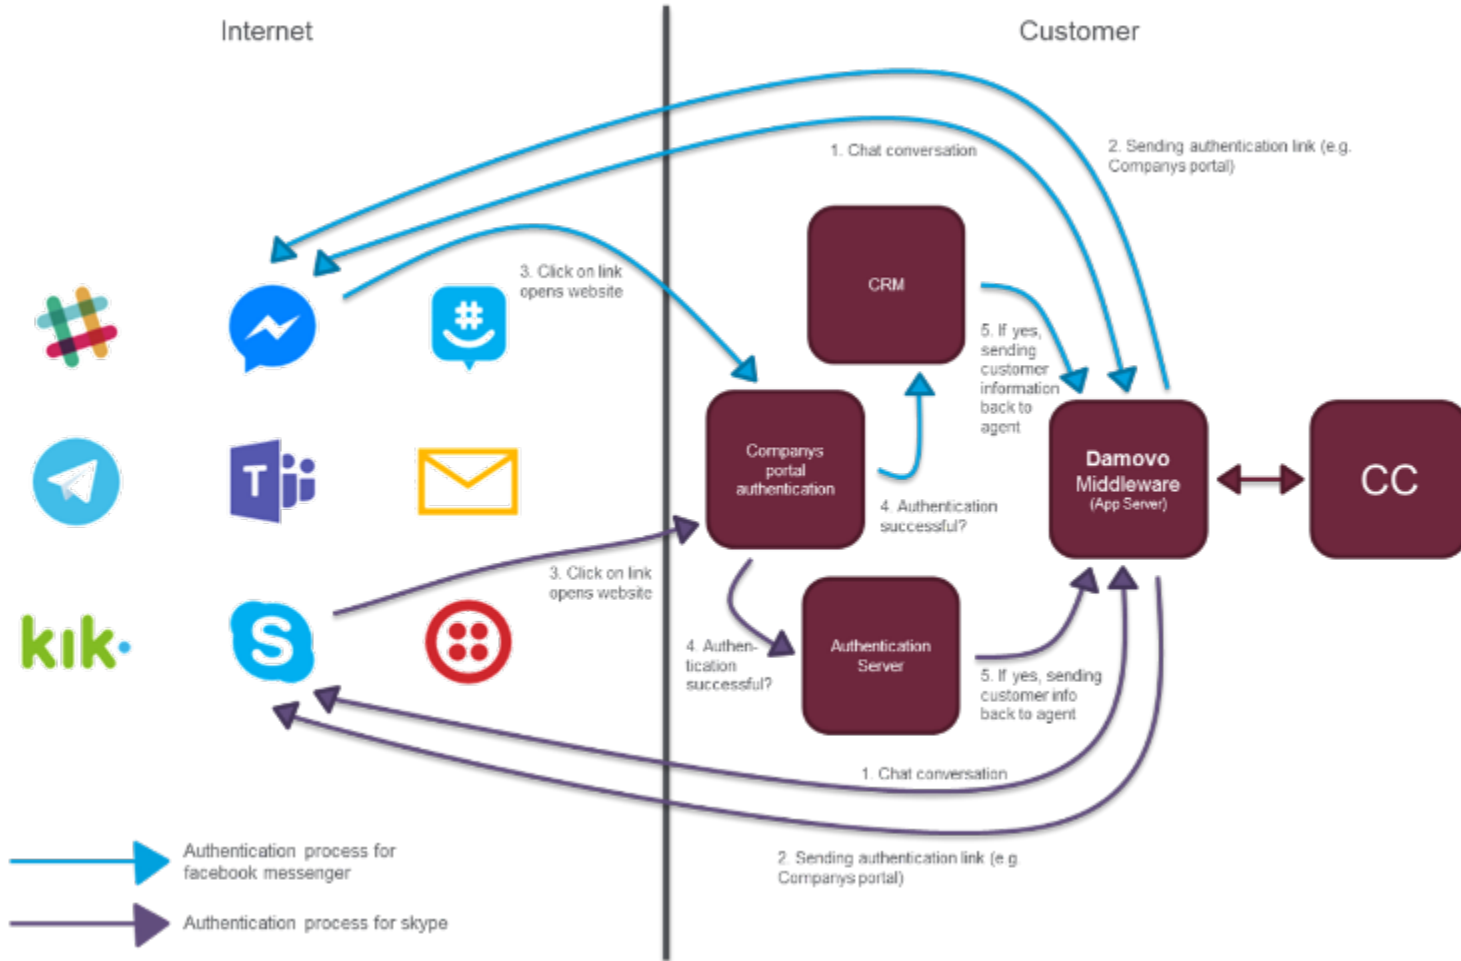 Internet
Customer
1. Chat conversation
2. Sending authentication link (e.g.
Companys portal)
3. Click on link
opens website
CRM
5. If yes,
sending
customer
information
back to
agent
Companys
portal
authentication
4. Authentication
successful?
Damovo
Middleware
(App Server)
CC
T
3. Click on link
opens website
kik
S
4. Authen-
tication
successful?
Authentication
Server
5. If yes, sending
customer info
back to agent
1. Chat conversation
2. Sending authentication link (e.g
Companys portal)
Authentication process for
facebook messenger
Authentication process for skype